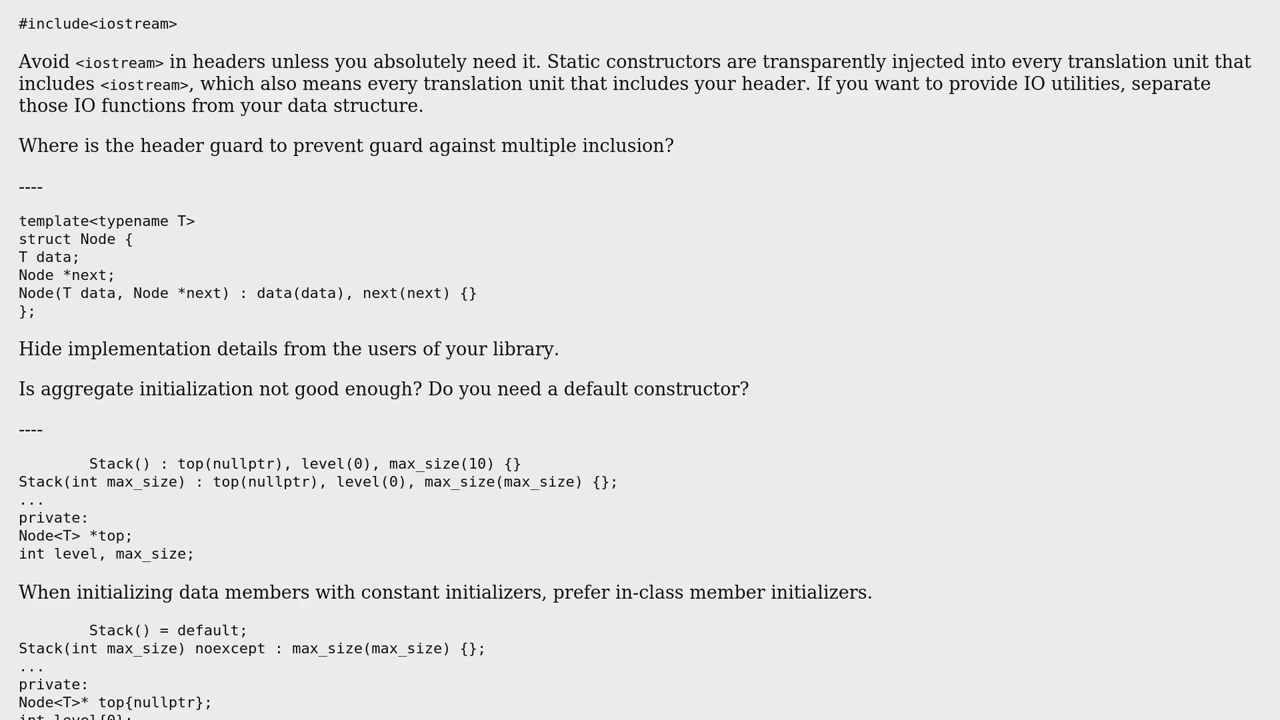 #include<iostream>
Avoid <iostream> in headers unless you absolutely need it. Static constructors are transparently injected into every translation unit that
includes <iostream>, which also means every translation unit that includes your header. If you want to provide IO utilities, separate
those IO functions from your data structure.
Where is the header guard to prevent guard against multiple inclusion?
----
template<typename T>
struct Node {
T data;
Node *next;
Node(T data, Node *next) : data(data), next(next) {}
};
Hide implementation details from the users of your library.
Is aggregate initialization not good enough? Do you need a default constructor?
----
        Stack() : top(nullptr), level(0), max_size(10) {}
Stack(int max_size) : top(nullptr), level(0), max_size(max_size) {};
...
private:
Node<T> *top;
int level, max_size;
When initializing data members with constant initializers, prefer in-class member initializers.
        Stack() = default;
Stack(int max_size) noexcept : max_size(max_size) {};
...
private:
Node<T>* top{nullptr};
int level{0};